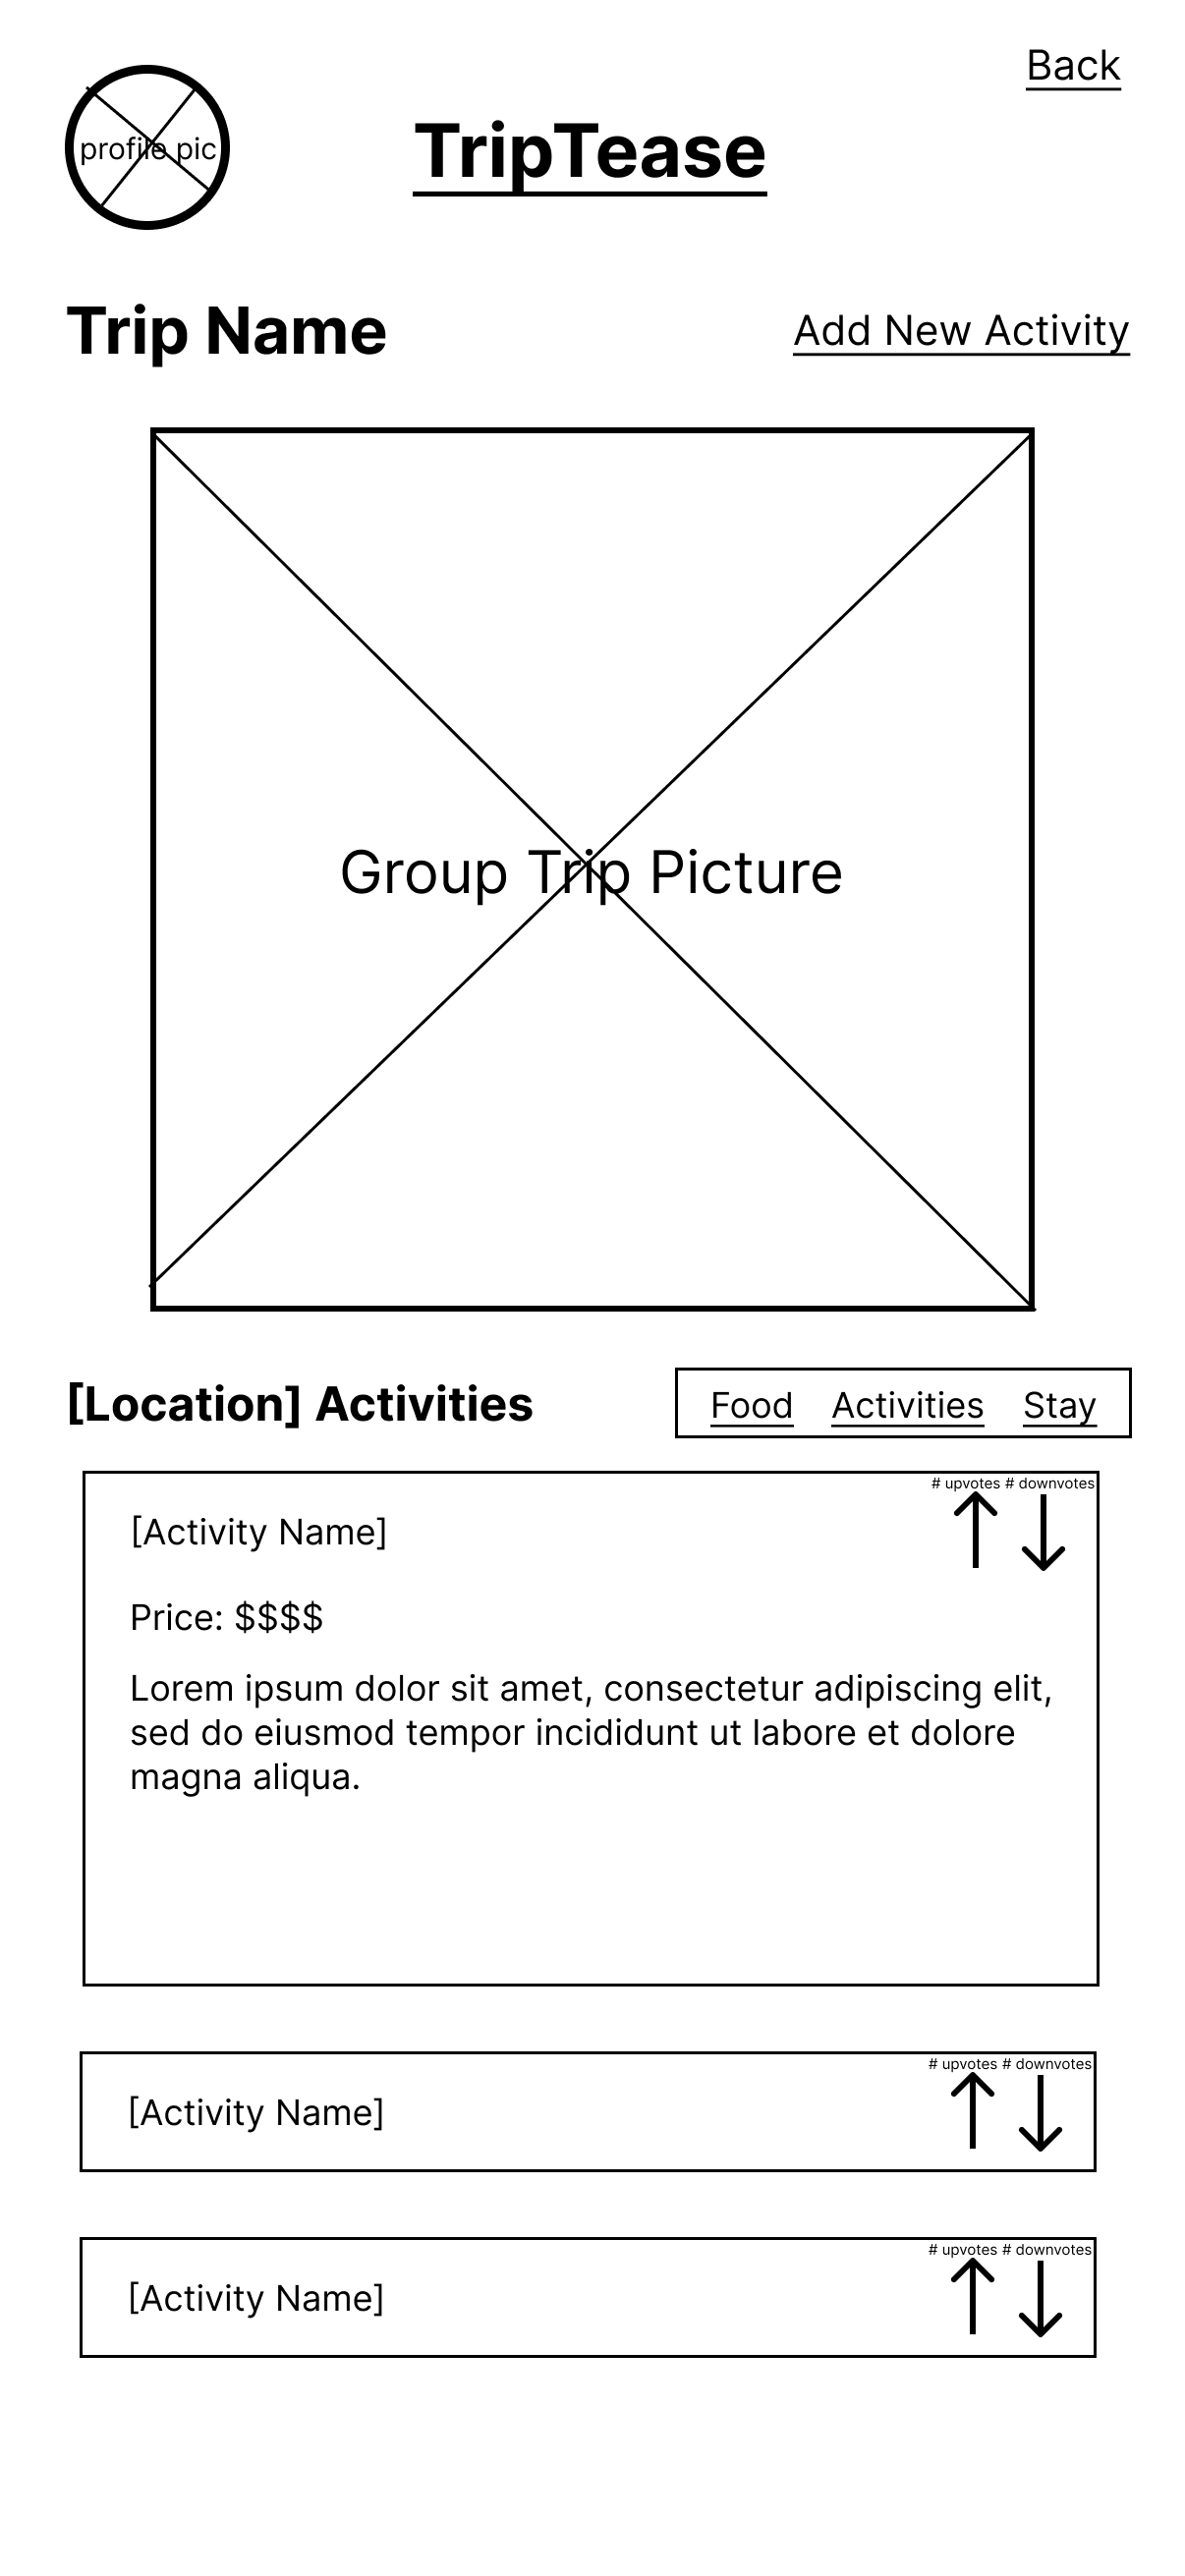 Back
profile pic
TripTease
Trip Name
Add New Activity
Group Trip Picture
[Location] Activities
Food Activities Stay
# upvotes # downvotes
[Activity Name]
Price: $$$$
Lorem ipsum dolor sit amet, consectetur adipiscing elit,
sed do eiusmod tempor incididunt ut labore et dolore
magna aliqua.
# upvotes # downvotes
[Activity Name]
# upvotes # downvotes
[Activity Name]